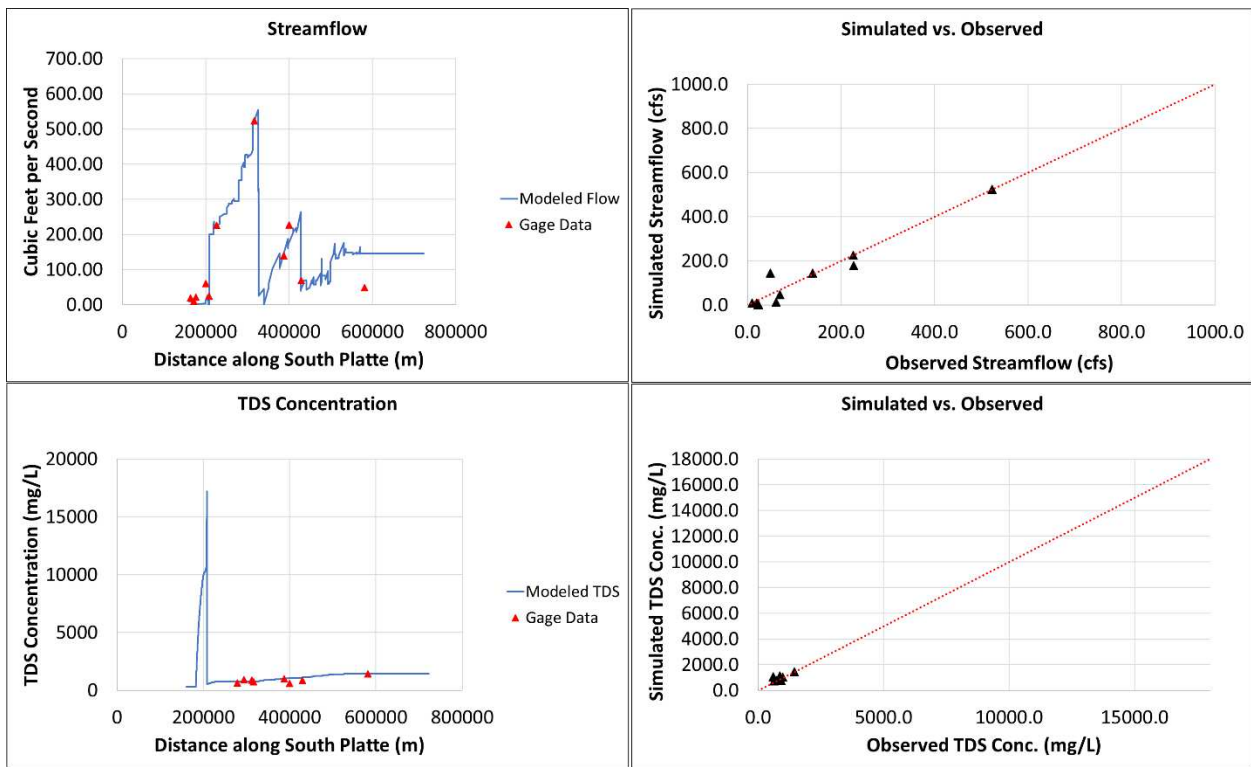 Streamflow
700.00
600.00
500.00
400.00
300.00
200.00
100.00
0.00
Cubic Feet per Second
0 200000 400000 600000 800000
Distance along South Platte (m)
Modeled Flow
Gage Data
Simulated vs. Observed
1000.0
800.0
600.0
400.0
200.0
0.0
Simulated Streamflow (cfs)
0.0 200.0 400.0 600.0 800.0 1000.0
Observed Streamflow (cfs)
TDS Concentration
20000
15000
10000
5000
0
TDS Concentration (mg/L)
0 200000 400000 600000 800000
Distance along South Platte (m)
Modeled TDS
Gage Data
Simulated vs. Observed
18000.0
16000.0
14000.0
12000.0
10000.0
8000.0
6000.0
4000.0
2000.0
0.0
Simulated TDS Conc. (mg/L)
0.0 5000.0 10000.0 15000.0
Observed TDS Conc. (mg/L)